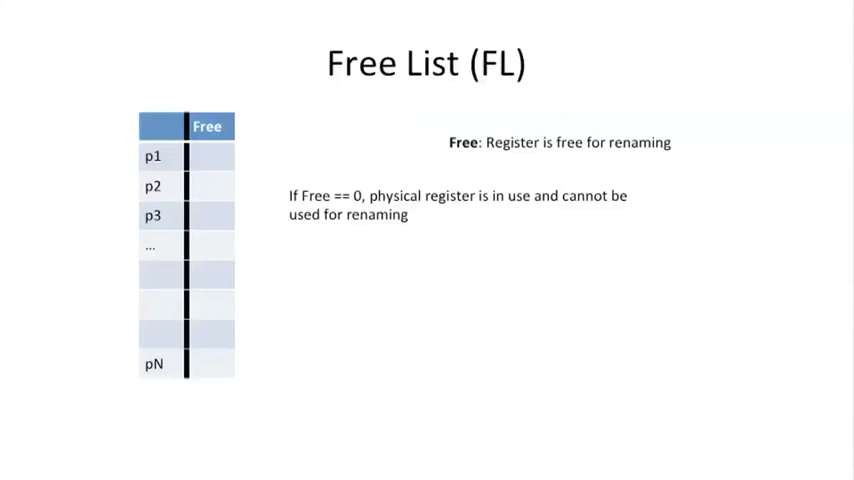 Free List (FL)
Free
p1
p2
p3
...
pN
Free: Register is free for renaming
If Free == 0, physical register is in use and cannot be
used for renaming